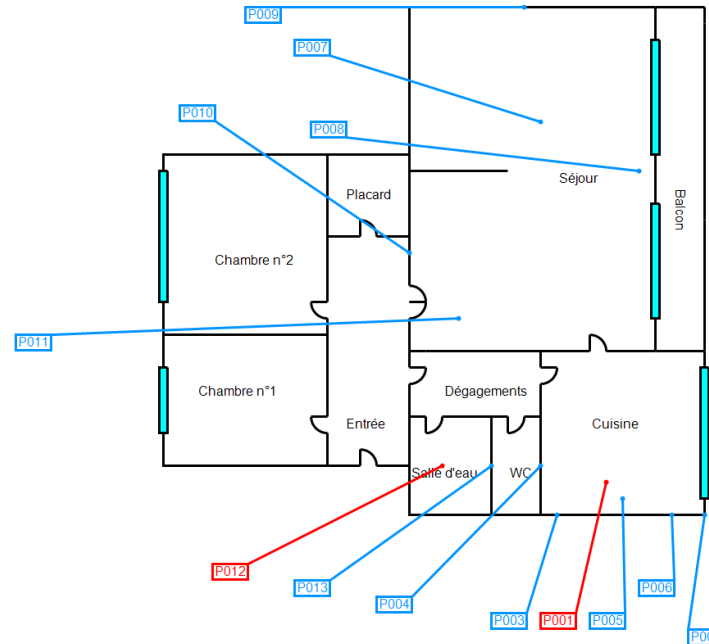 P009
P007
P010
P008
Séjour
Placard
Balcon
Chambre n°2
P011
Chambre n°1
Dégagements
Entrée
Cuisine
Salle d'eau
WC
P012
P013
P004
P003
P001
P005
P006